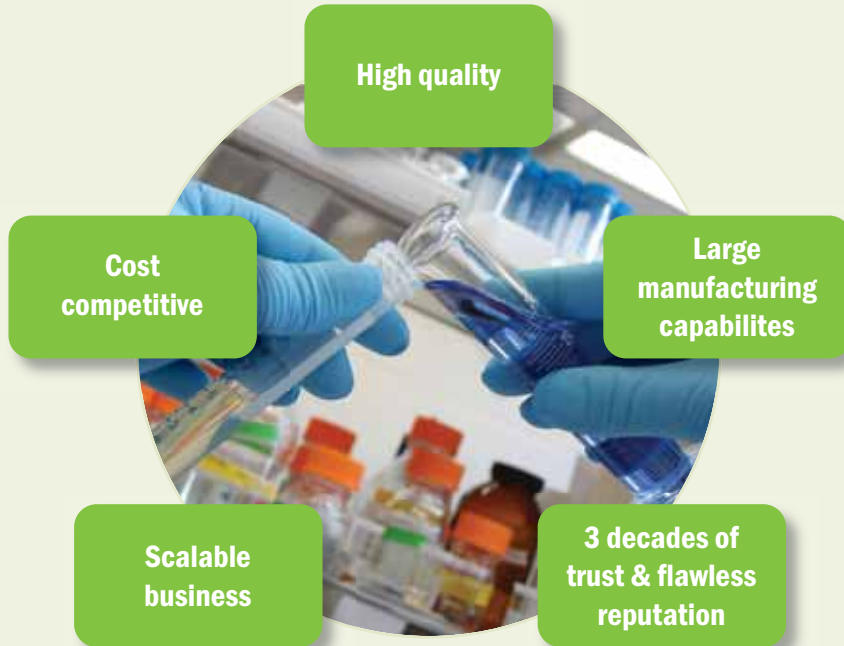 High quality
Cost
competitive
Large
manufacturing
capabilites
Scalable
business
3 decades of
trust & flawless
reputation